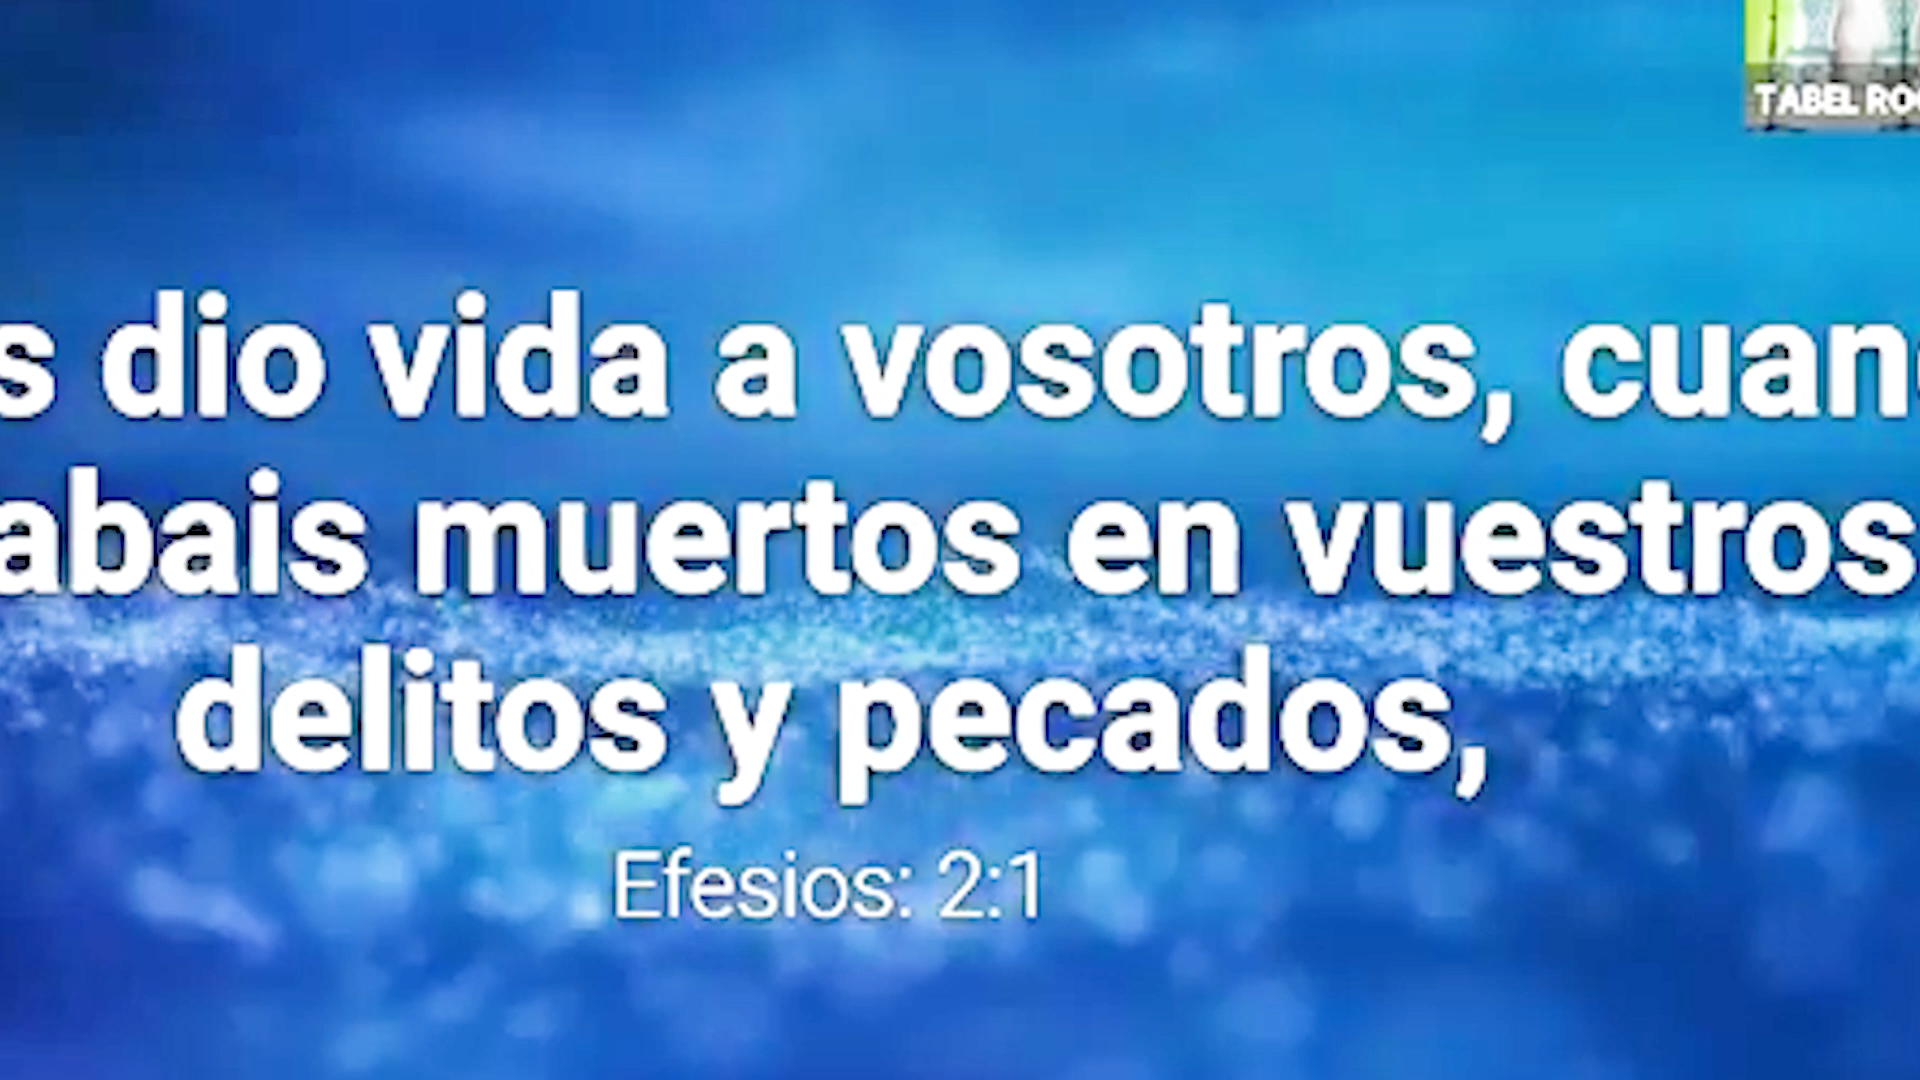 TABEL RO
s dio vida a vosotros, cuan
abais muertos en vuestros
delitos y pecados,
Efesios: 2:1